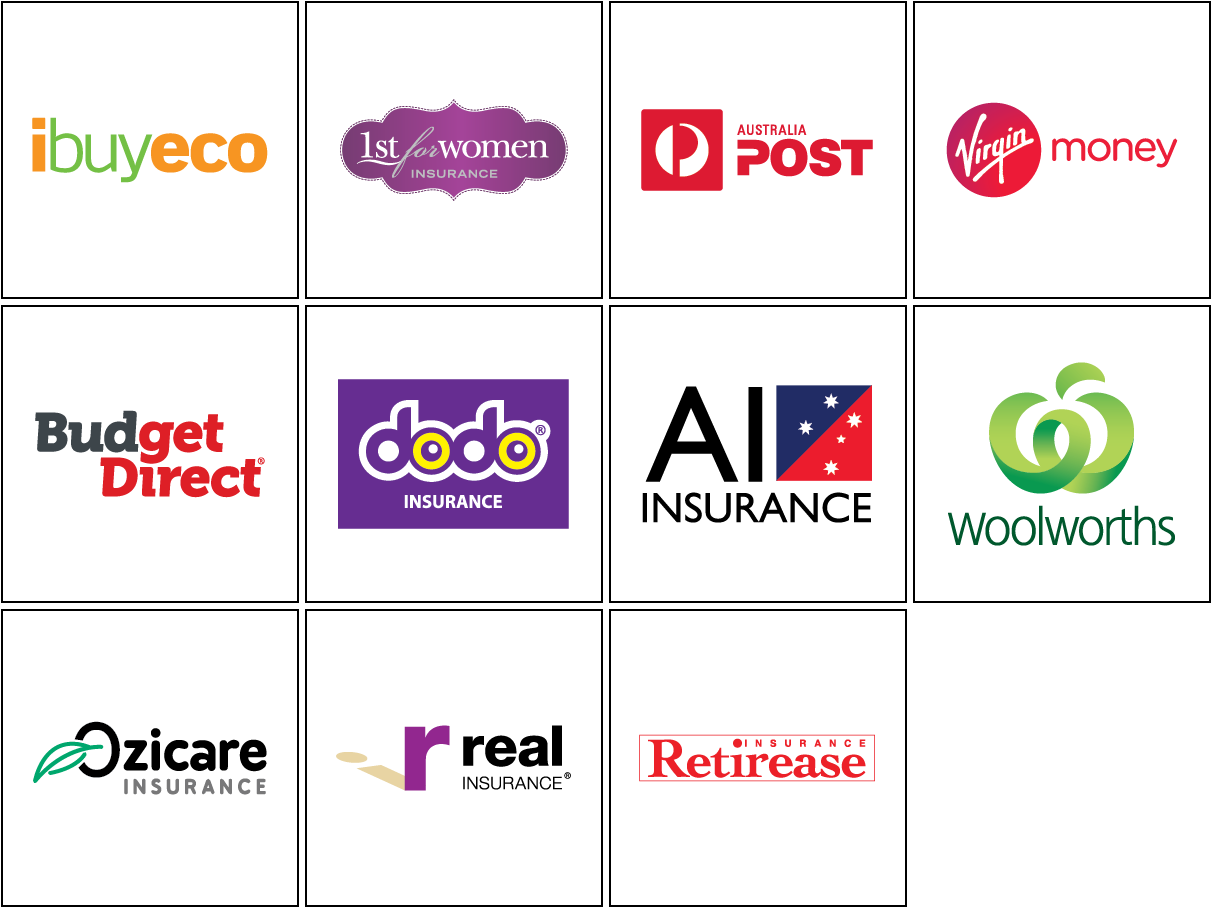 ibuyeco
1st for women
INSURANCE
AUSTRALIA
POST
Virgin money
Budget
Direct®
dodo®
INSURANCE
AI
INSURANCE
Woolworths
Ozicare
INSURANCE
r real
INSURANCE®
INSURANCE
Retirease